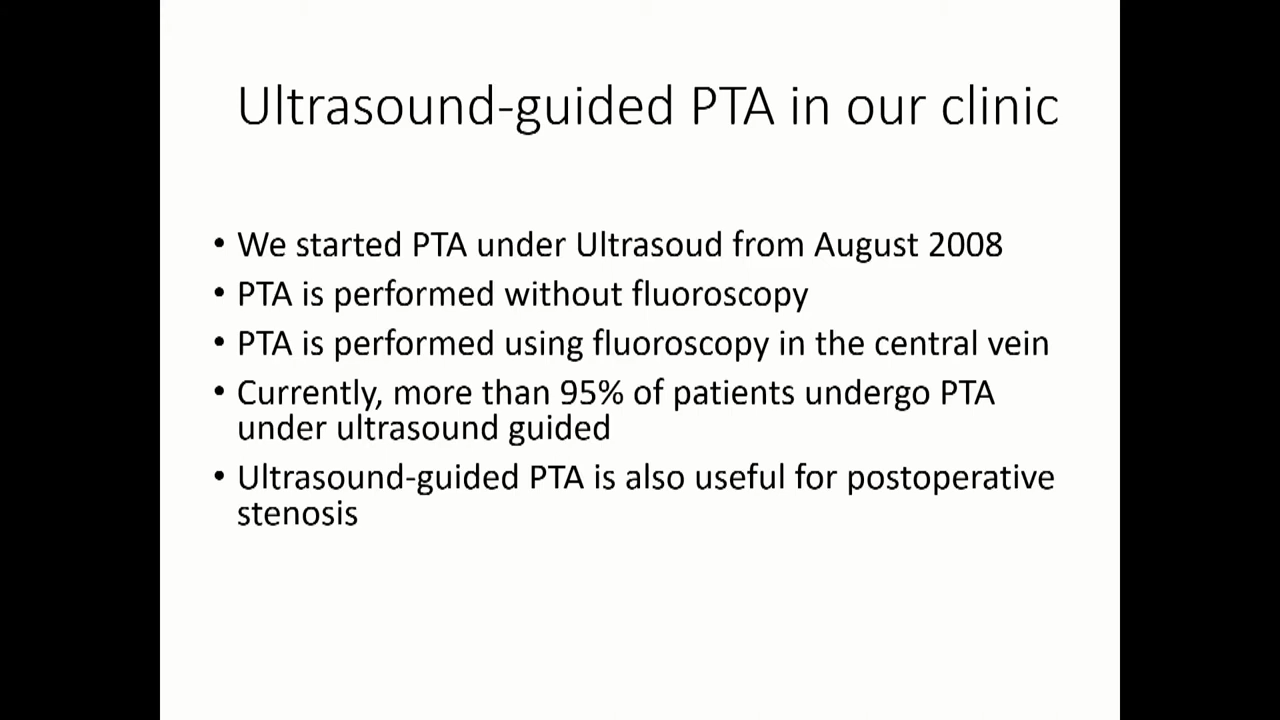 Ultrasound-guided PTA in our clinic
• We started PTA under Ultrasoud from August 2008
• PTA is performed without fluoroscopy
• PTA is performed using fluoroscopy in the central vein
• Currently, more than 95% of patients undergo PTA
under ultrasound guided
• Ultrasound-guided PTA is also useful for postoperative
stenosis